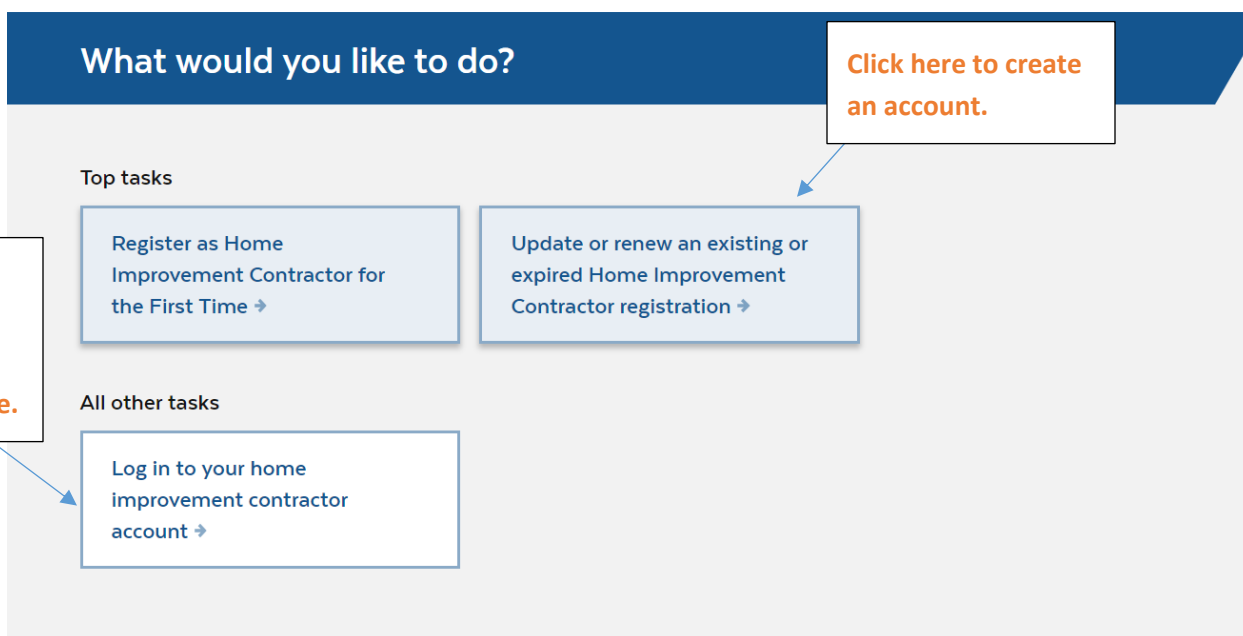 What would you like to do?
Click here to create
an account.
Top tasks
Register as Home
Improvement Contractor for
the First Time →
Update or renew an existing or
expired Home Improvement
Contractor registration →
All other tasks
Log in to your home
improvement contractor
account →